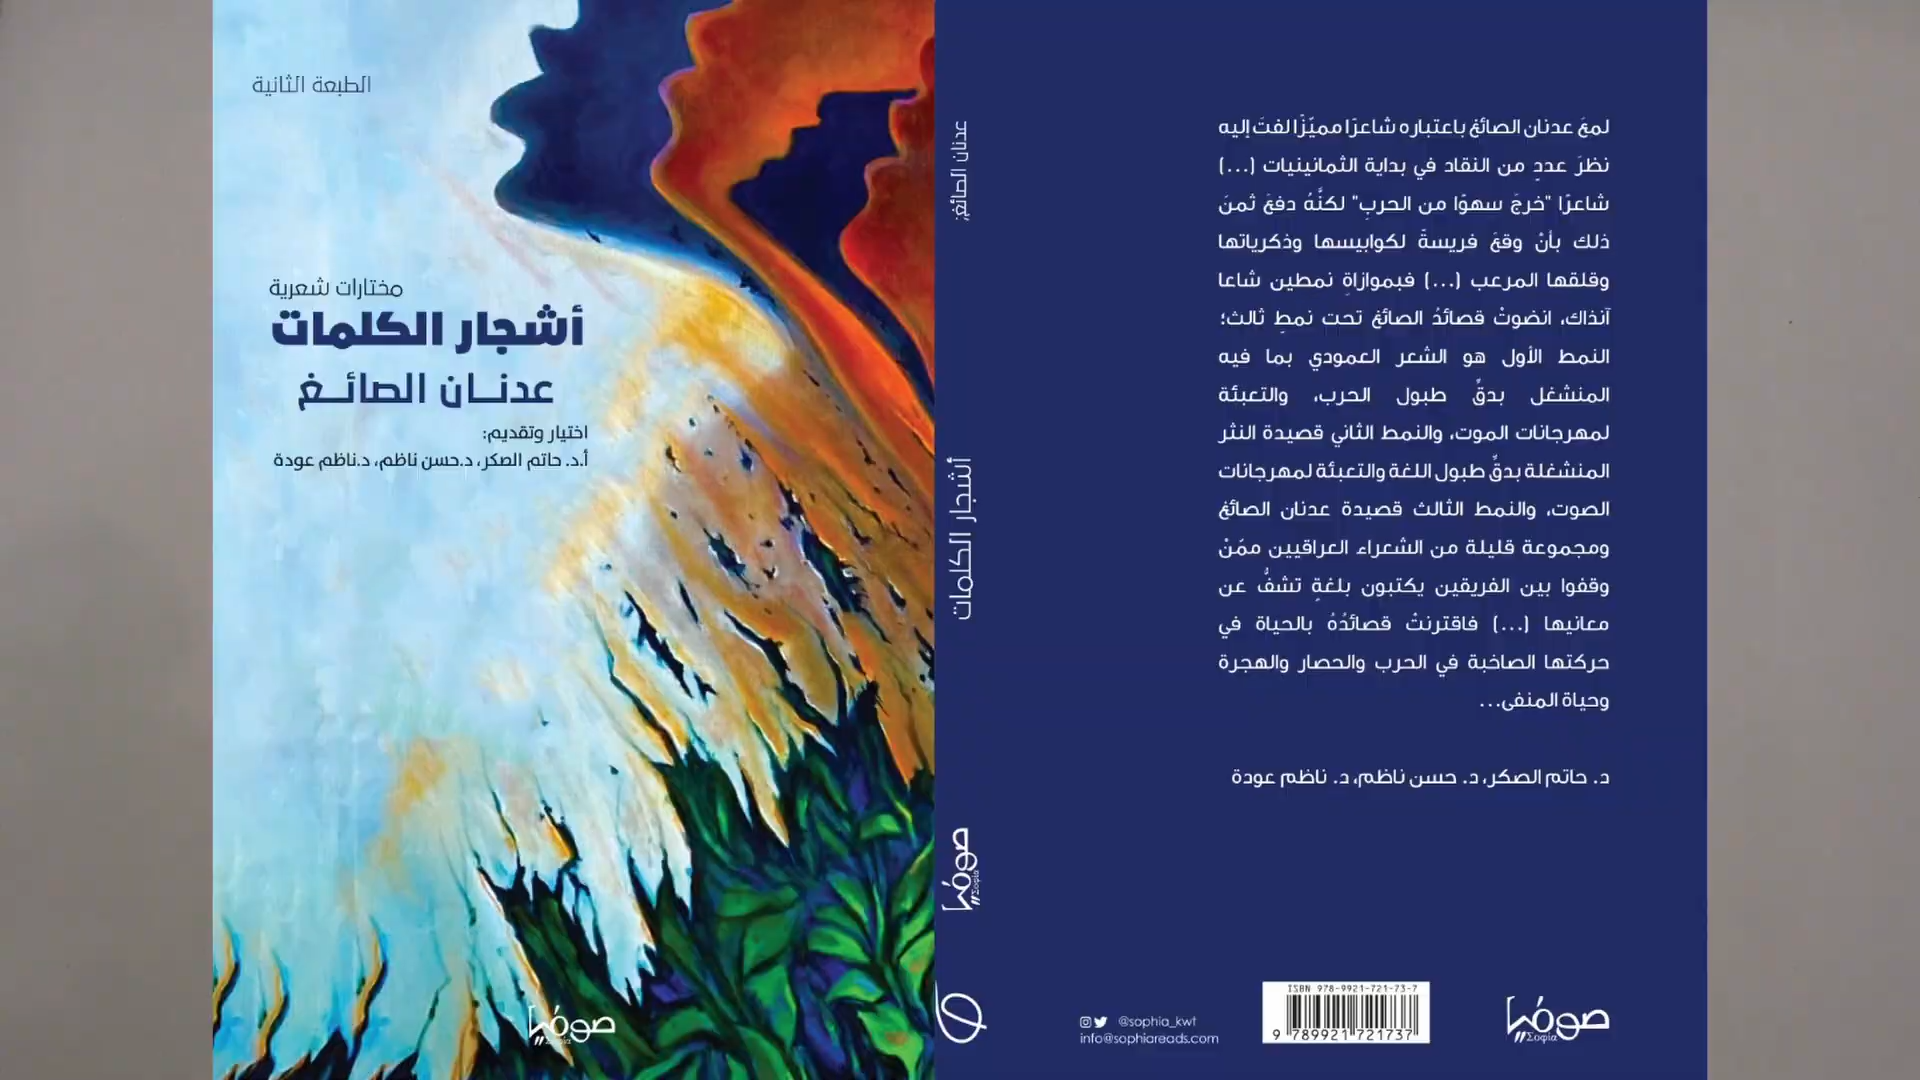 الطبعة الثانية
مختارات شعرية
أشجار الكلمات
عدنـــان الصائـــغ
اختيار وتقديم:
أ.د. حاتم الصكر، د.حسن ناظم، د.ناظم عودة
صوفيا
Σοφία
عدنان الصائغ
أشجار الكلمات
صوفيا
Σοφία
لمعَ عدنان الصائغ باعتباره شاعرًا مميّزًا لفتَ إليه
نظرَ عددٍ من النقاد في بداية الثمانينيات (...)
شاعرًا "خرجَ سهوًا من الحربِ" لكنَّهُ دفعَ ثمنَ
ذلك بأنْ وقعَ فريسةً لكوابيسها وذكرياتها
وقلقها المرعب (...) فبموازاةِ نمطين شاعا
آنذاك، انضوتْ قصائدُ الصائغ تحت نمطٍ ثالث؛
النمط الأول هو الشعر العمودي بما فيه
المنشغل بدقِّ طبول الحرب، والتعبئة
لمهرجانات الموت، والنمط الثاني قصيدة النثر
المنشغلة بدقِّ طبول اللغة والتعبئة لمهرجانات
الصوت، والنمط الثالث قصيدة عدنان الصائغ
ومجموعة قليلة من الشعراء العراقيين ممّنْ
وقفوا بين الفريقين يكتبون بلغةٍ تشفُّ عن
معانيها (...) فاقترنتْ قصائدُهُ بالحياة في
حركتها الصاخبة في الحرب والحصار والهجرة
وحياة المنفى...
د. حاتم الصكر، د. حسن ناظم، د. ناظم عودة
@sophia_kwt
info@sophiareads.com
ISBN 978-9921-721-73-7
9 789921 721737
صوفيا
Σοφία